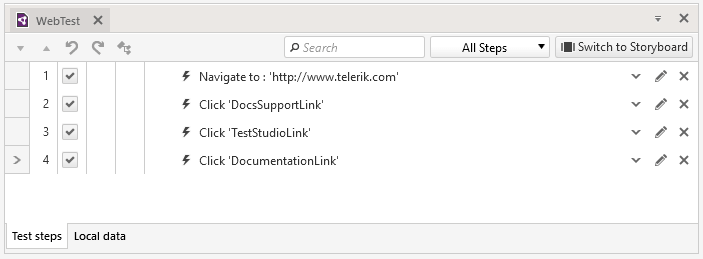 WebTest
Search
All Steps
Switch to Storyboard
1 Navigate to : 'http://www.telerik.com'
2 Click 'DocsSupportLink'
3 Click 'TestStudioLink'
4 Click 'DocumentationLink'
Test steps
Local data